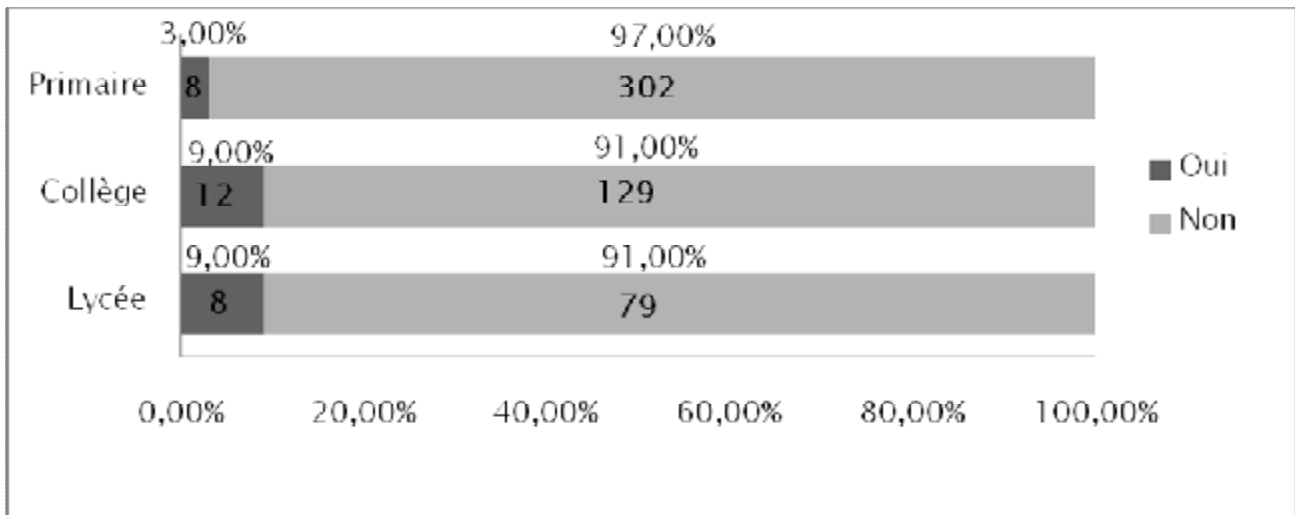 3,00% 97,00%
Primaire 8 302
9,00% 91,00%
Collège 12 129
9,00% 91,00%
Lycée 8 79
0,00% 20,00% 40,00% 60,00% 80,00% 100,00%
Oui
Non